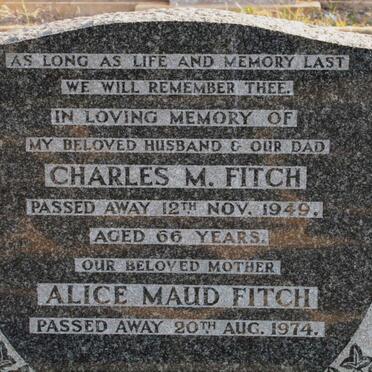 AS LONG AS LIFE AND MEMORY LAST
WE WILL REMEMBER THEE.
IN LOVING MEMORY OF
MY BELOVED HUSBAND & OUR DAD
CHARLES M. FITCH
PASSED AWAY 12TH NOV. 1949.
AGED 66 YEARS.
OUR BELOVED MOTHER
ALICE MAUD FITCH
PASSED AWAY 20TH AUG. 1974.